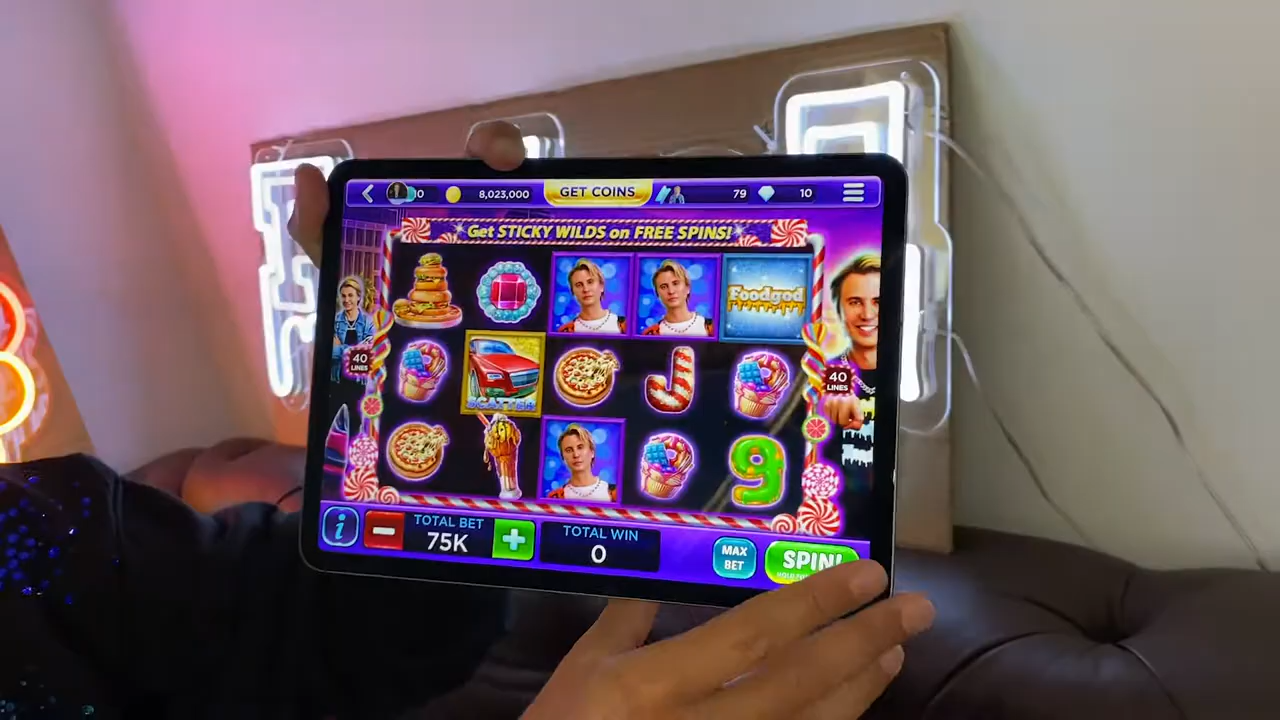 0
8,023,000
GET COINS
79
10
Get STICKY WILDS on FREE SPINS!
Foodgod
40
LINES
SCATTER
J
40
LINES
9
i
TOTAL BET
75K
TOTAL WIN
0
MAX
BET
SPIN!